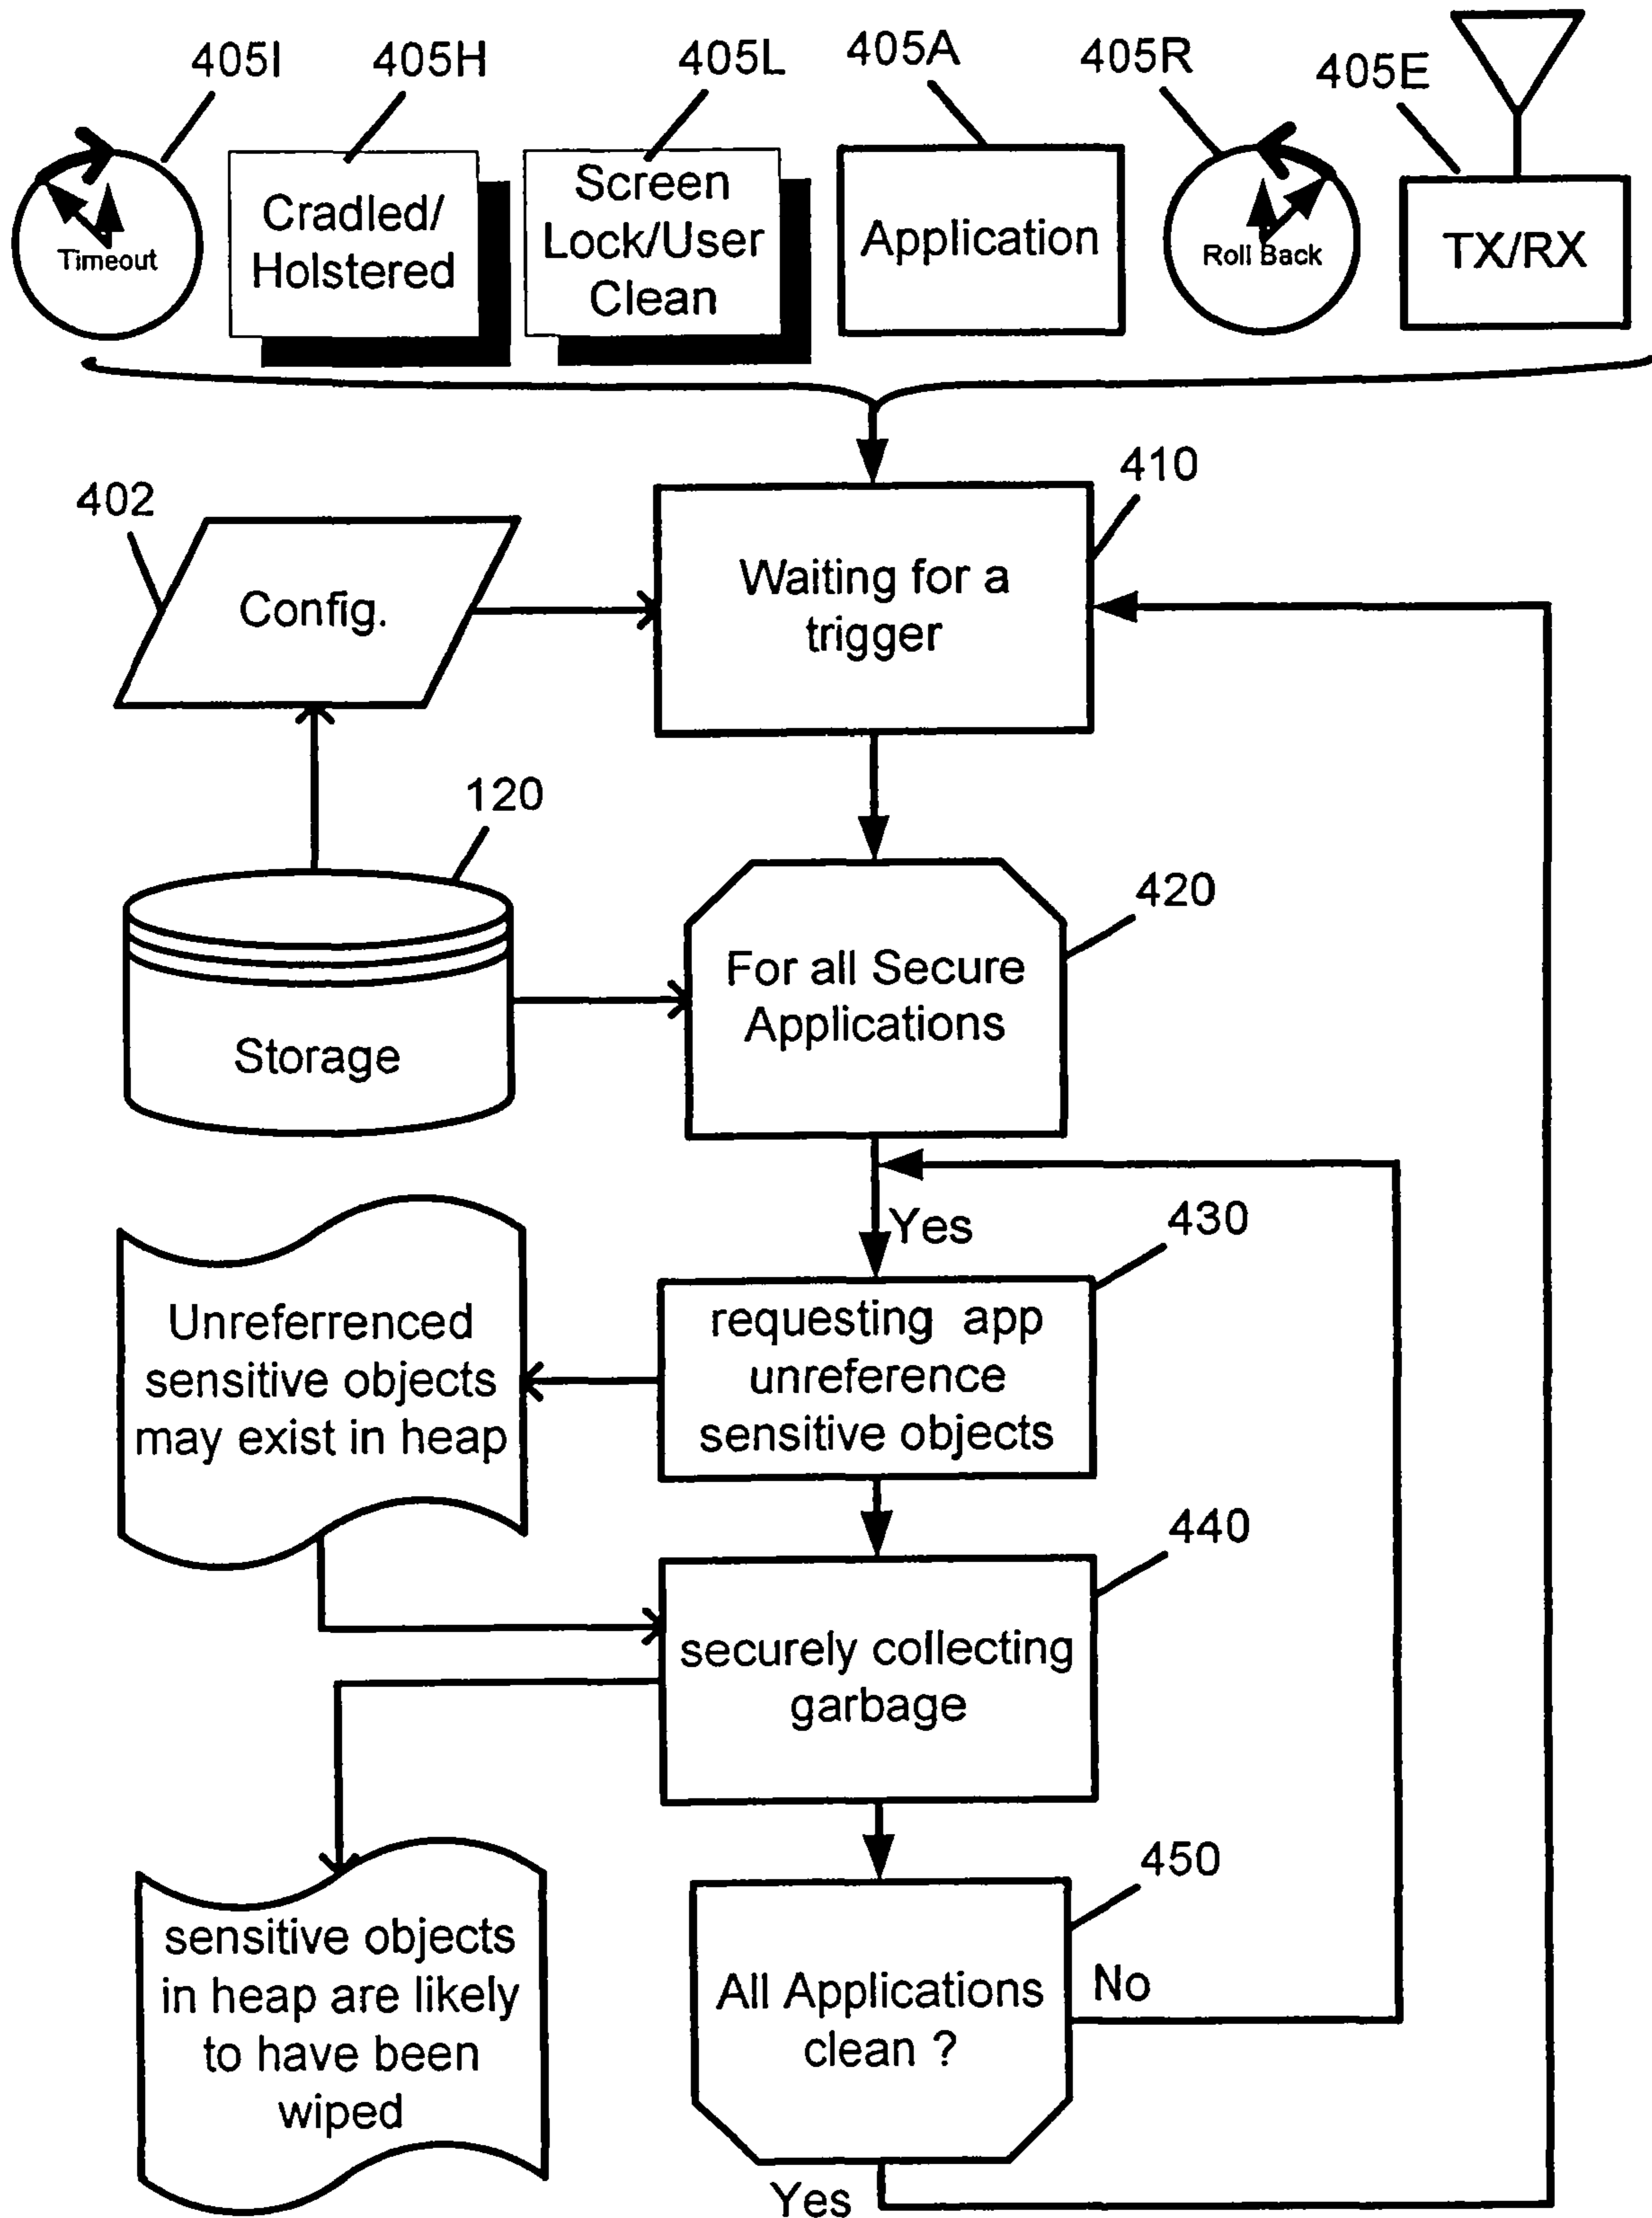 405I
405H
405L
405A
405R
405E
Timeout
Cradled/
Holstered
Screen
Lock/User
Clean
Application
Roll Back
TX/RX
410
402
Waiting for a
trigger
Config.
120
420
For all Secure
Applications
Storage
Yes
430
Unreferrenced
sensitive objects
may exist in heap
requesting app
unreference
sensitive objects
440
securely collecting
garbage
450
sensitive objects
in heap are likely
to have been
wiped
All Applications
clean ?
No
Yes